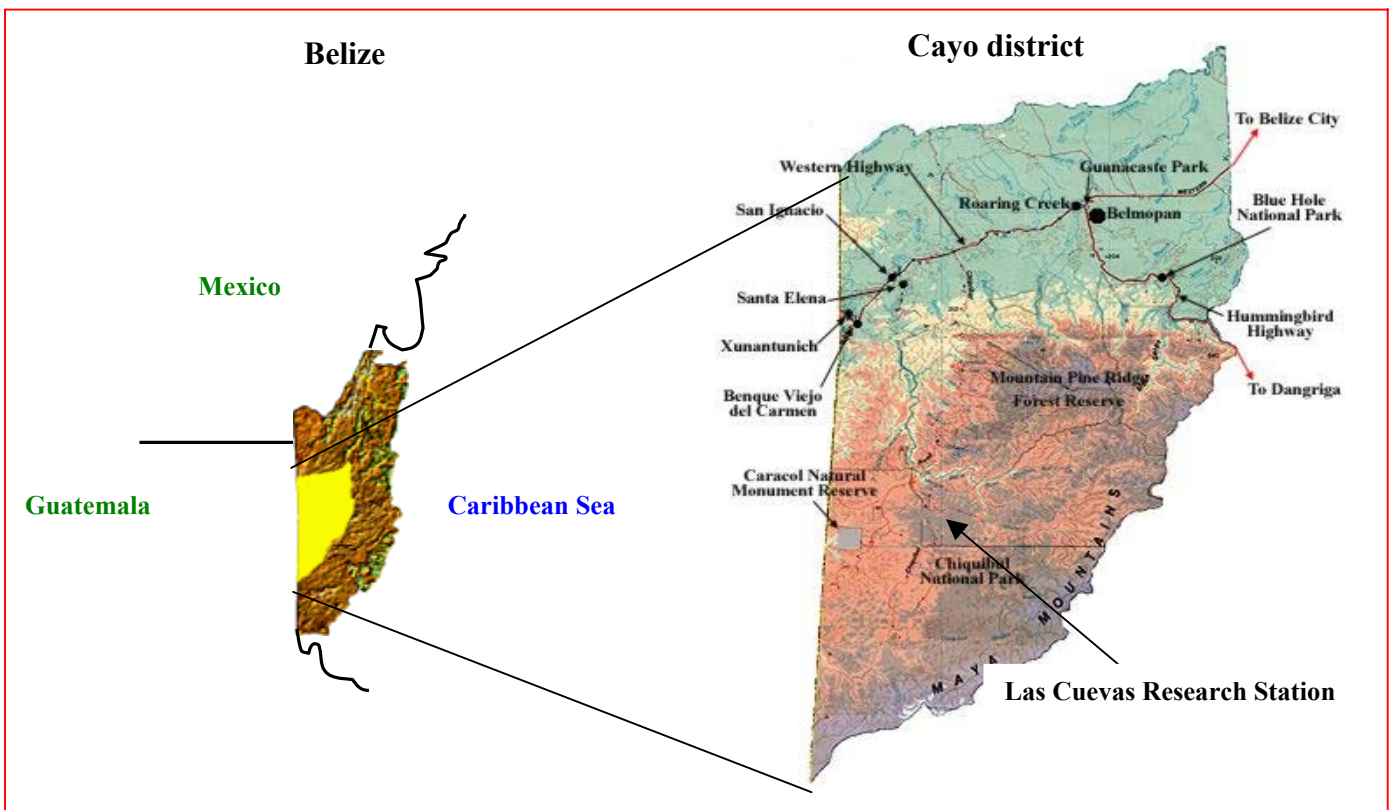 Belize
Cayo district
Mexico
Guatemala
Caribbean Sea
To Belize City
Western Highway
Guanacaste Park
WESTERN
San Ignacio
Roaring Creek
Belmopan
Blue Hole
National Park
Santa Elena
Hummingbird
Highway
Xunantunich
Benque Viejo
del Carmen
Mountain Pine Ridge
Forest Reserve
To Dangriga
Caracol Natural
Monument Reserve
Chiquibul
National Park
MAYA MOUNTAINS
Las Cuevas Research Station